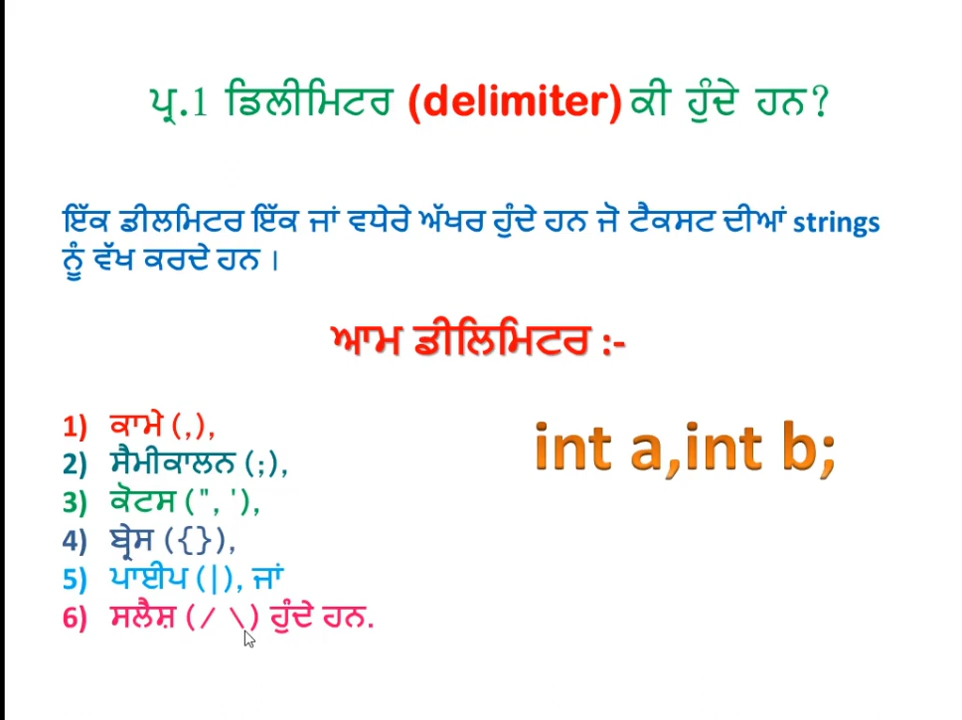 ਪ੍ਰ.1 ਡਿਲੀਮਿਟਰ (delimiter) ਕੀ ਹੁੰਦੇ ਹਨ?
ਇੱਕ ਡੀਲਮਿਟਰ ਇੱਕ ਜਾਂ ਵਧੇਰੇ ਅੱਖਰ ਹੁੰਦੇ ਹਨ ਜੋ ਟੈਕਸਟ ਦੀਆਂ strings
ਨੂੰ ਵੱਖ ਕਰਦੇ ਹਨ ।
ਆਮ ਡੀਲਿਮਿਟਰ :-
1) ਕਾਮੇ (,),
2) ਸੈਮੀਕਾਲਨ (;),
3) ਕੋਟਸ (", '),
4) ਬ੍ਰੇਸ ({}),
5) ਪਾਈਪ (|), ਜਾਂ
6) ਸਲੈਸ਼ (/ \) ਹੁੰਦੇ ਹਨ.
int a,int b;